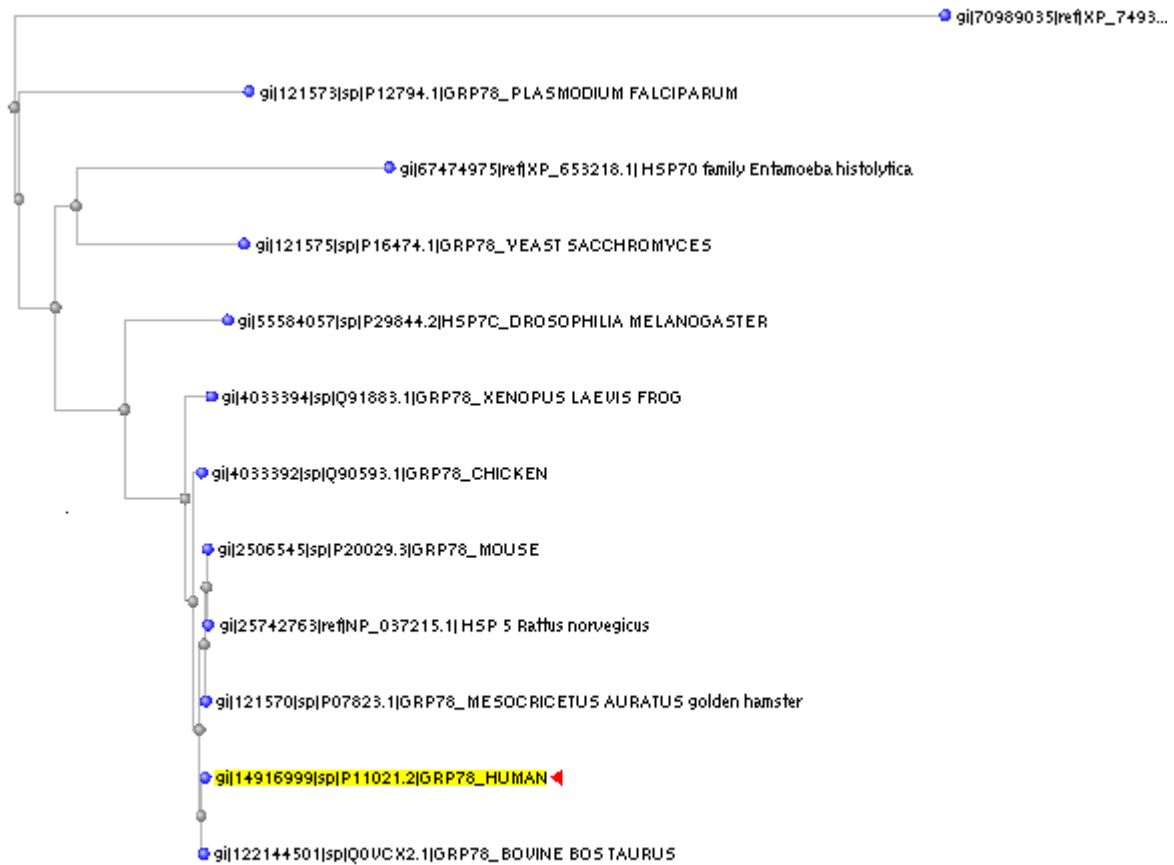 gi|70989035|ref|XP_7493...
gi|121573|sp|P12794.1|GRP78_PLASMODIUM FALCIPARUM
gi|67474975|ref|XP_653218.1| HSP70 family Entamoeba histolytica
gi|121575|sp|P16474.1|GRP78_YEAST SACCHROMYCES
gi|55584057|sp|P29844.2|HSP7C_DROSOPHILIA MELANOGASTER
gi|4033394|sp|Q91883.1|GRP78_XENOPUS LAEVIS FROG
gi|4033392|sp|Q90593.1|GRP78_CHICKEN
gi|2506545|sp|P20029.3|GRP78_MOUSE
gi|25742763|ref|NP_037215.1| HSP 5 Rattus norvegicus
gi|121570|sp|P07823.1|GRP78_MESOCRICETUS AURATUS golden hamster
gi|14916999|sp|P11021.2|GRP78_HUMAN
gi|122144501|sp|Q0VCX2.1|GRP78_BOVINE BOS TAURUS